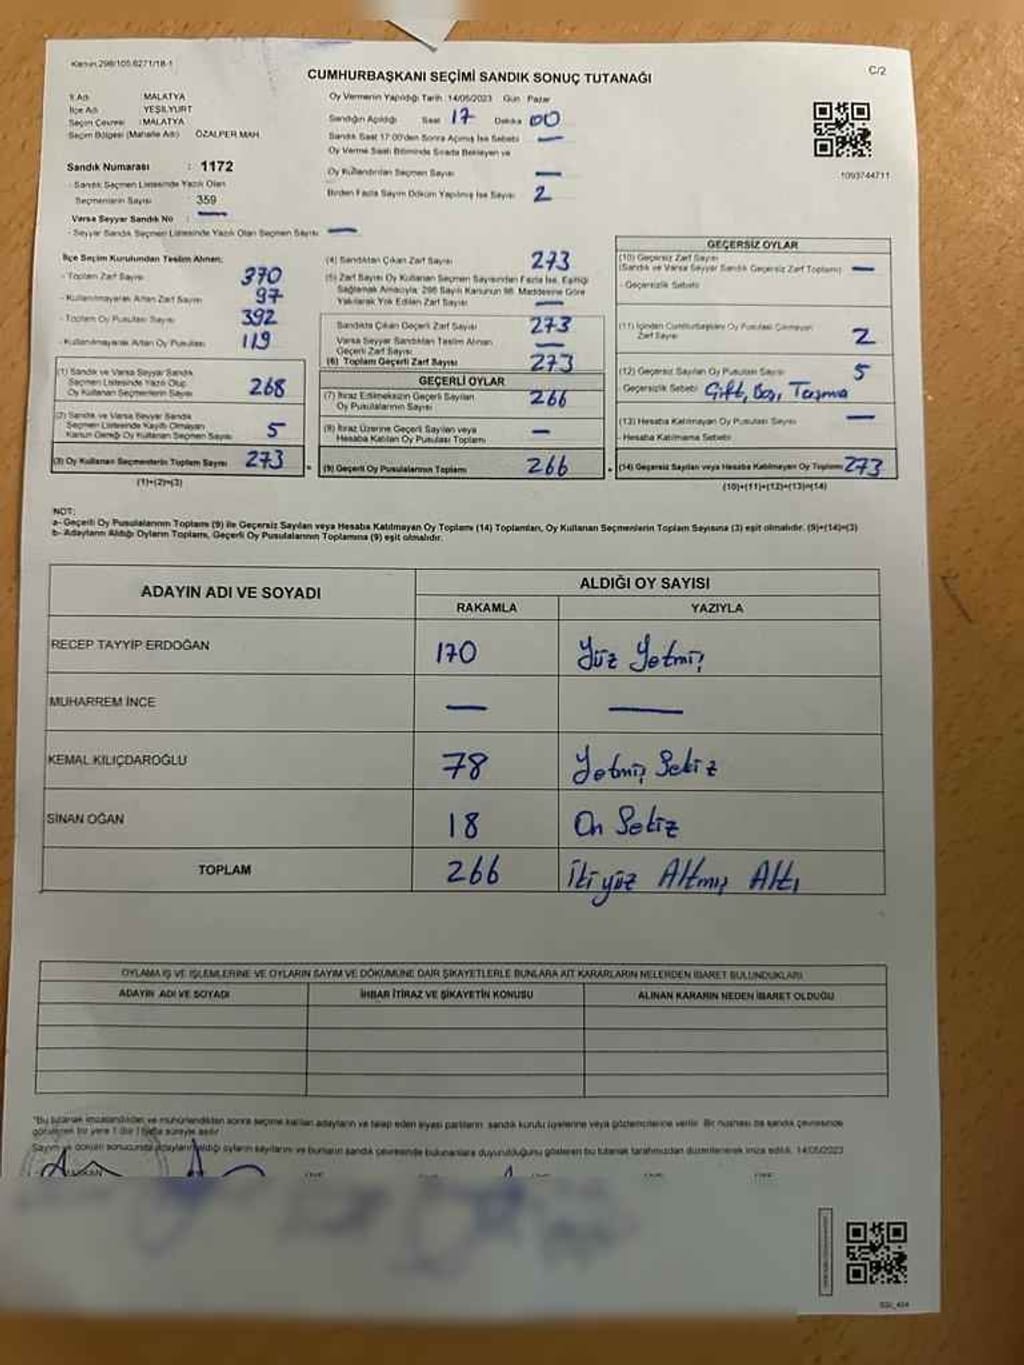 Kanun 298/105.6271/18-1
CUMHURBAŞKANI SEÇİMİ SANDIK SONUÇ TUTANAĞI
C/2
İl Adı : MALATYA
İlçe Adı : YEŞİLYURT
Seçim Çevresi : MALATYA
Seçim Bölgesi (Mahalle Adı) ÖZALPER MAH.
Sandık Numarası : 1172
- Sandık Seçmen Listesinde Yazılı Olan
Seçmenlerin Sayısı 359
Varsa Seyyar Sandık No : —
- Seyyar Sandık Seçmen Listesinde Yazılı Olan Seçmen Sayısı —
Oy Vermenin Yapıldığı Tarih : 14/05/2023 Gün Pazar
Sandığın Açıldığı Saat 17 Dakika 00
Sandık Saat 17:00'den Sonra Açılmış İse Sebebi —
Oy Verme Saati Bitiminde Sırada Bekleyen ve
Oy Kullandırılan Seçmen Sayısı —
Birden Fazla Sayım Döküm Yapılmış İse Sayısı 2
1093744711
İlçe Seçim Kurulundan Teslim Alınan:
- Toplam Zarf Sayısı 370
- Kullanılmayarak Artan Zarf Sayısı 97
- Toplam Oy Pusulası Sayısı 392
- Kullanılmayarak Artan Oy Pusulası 119
(1) Sandık ve Varsa Seyyar Sandık
Seçmen Listesinde Yazılı Olup
Oy Kullanan Seçmenlerin Sayısı 268
(2) Sandık ve Varsa Seyyar Sandık
Seçmen Listesinde Kayıtlı Olmayan
Kanun Gereği Oy Kullanan Seçmen Sayısı 5
(3) Oy Kullanan Seçmenlerin Toplam Sayısı 273
(1)+(2)=(3)
(4) Sandıktan Çıkan Zarf Sayısı 273
(5) Zarf Sayısı Oy Kullanan Seçmen Sayısından Fazla İse, Eşitliği
Sağlamak Amacıyla; 298 Sayılı Kanunun 98. Maddesine Göre
Yakılarak Yok Edilen Zarf Sayısı —
Sandıkta Çıkan Geçerli Zarf Sayısı 273
Varsa Seyyar Sandıktan Teslim Alınan
Geçerli Zarf Sayısı —
(6) Toplam Geçerli Zarf Sayısı 273
GEÇERLİ OYLAR
(7) İtiraz Edilmeksizin Geçerli Sayılan
Oy Pusulalarının Sayısı 266
(8) İtiraz Üzerine Geçerli Sayılan veya
Hesaba Katılan Oy Pusulaları Toplamı —
(9) Geçerli Oy Pusulalarının Toplamı 266
GEÇERSİZ OYLAR
(10) Geçersiz Zarf Sayısı
(Sandık ve Varsa Seyyar Sandık Geçersiz Zarf Toplamı) —
- Geçersizlik Sebebi
(11) İçinden Cumhurbaşkanı Oy Pusulası Çıkmayan
Zarf Sayısı 2
(12) Geçersiz Sayılan Oy Pusulası Sayısı 5
Geçersizlik Sebebi Çift, Boş, Taşma
(13) Hesaba Katılmayan Oy Pusulası Sayısı —
- Hesaba Katılmama Sebebi
(14) Geçersiz Sayılan veya Hesaba Katılmayan Oy Toplamı 273
(10)+(11)+(12)+(13)=(14)
NOT:
a- Geçerli Oy Pusulalarının Toplamı (9) ile Geçersiz Sayılan veya Hesaba Katılmayan Oy Toplamı (14) Toplamları, Oy Kullanan Seçmenlerin Toplam Sayısına (3) eşit olmalıdır. (9)+(14)=(3)
b- Adayların Aldığı Oyların Toplamı, Geçerli Oy Pusulalarının Toplamına (9) eşit olmalıdır.
ADAYIN ADI VE SOYADI ALDIĞI OY SAYISI
RAKAMLA YAZIYLA
RECEP TAYYİP ERDOĞAN 170 Yüz Yetmiş
MUHARREM İNCE — —
KEMAL KILIÇDAROĞLU 78 Yetmiş Sekiz
SİNAN OĞAN 18 On Sekiz
TOPLAM 266 İkiyüz Altmış Altı
OYLAMA İŞ VE İŞLEMLERİNE VE OYLARIN SAYIM VE DÖKÜMÜNE DAİR ŞİKAYETLERLE BUNLARA AİT KARARLARIN NELERDEN İBARET BULUNDUKLARI
ADAYIN ADI VE SOYADI İHBAR İTİRAZ VE ŞİKAYETİN KONUSU ALINAN KARARIN NEDEN İBARET OLDUĞU
"Bu tutanak imzalandıktan ve mühürlendikten sonra seçime katılan adayların ve talep eden siyasi partilerin sandık kurulu üyelerine veya gözlemcilerine verilir. Bir nüshası da sandık çevresinde
görülebilen bir yere 1 (bir) hafta süreyle asılır.
Sayım ve döküm sonucunda adayların aldığı oyların sayılarını ve bunların sandık çevresinde bulunanlara duyurulduğunu gösteren bu tutanak tarafımızdan düzenlenerek imza edildi. 14/05/2023